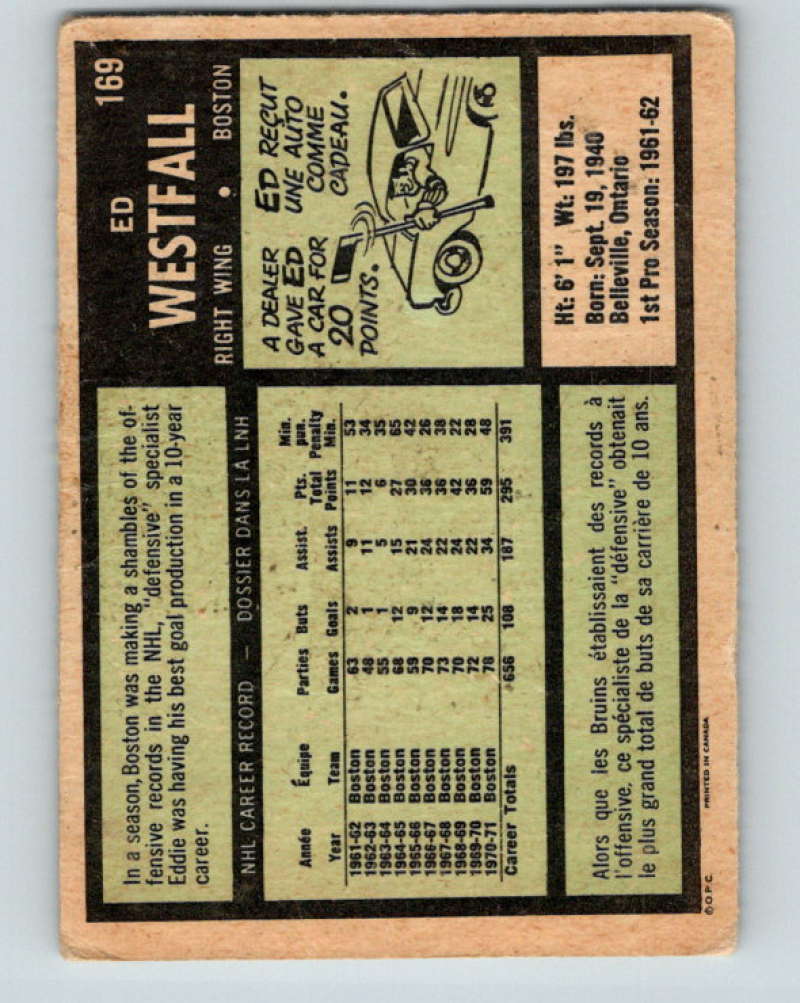 169
ED
WESTFALL
RIGHT WING • BOSTON
A DEALER
GAVE ED
A CAR FOR
20
POINTS.
ED REÇUT
UNE AUTO
COMME
CADEAU.
Ht: 6' 1" Wt: 197 lbs.
Born: Sept. 19, 1940
Belleville, Ontario
1st Pro Season: 1961-62
In a season, Boston was making a shambles of the of-
fensive records in the NHL, "defensive" specialist
Eddie was having his best goal production in a 10-year
career.
NHL CAREER RECORD — DOSSIER DANS LA LNH
Année Équipe Parties Buts Assist. Pts. Total Min. pun.
Year Team Games Goals Assists Points Penalty Min.
1961-62 Boston 63 2 9 11 53
1962-63 Boston 48 1 11 12 34
1963-64 Boston 55 1 5 6 35
1964-65 Boston 68 12 15 27 65
1965-66 Boston 59 9 21 30 42
1966-67 Boston 70 12 24 36 26
1967-68 Boston 73 14 22 36 38
1968-69 Boston 70 18 24 42 22
1969-70 Boston 72 14 22 36 28
1970-71 Boston 78 25 34 59 48
Career Totals 656 108 187 295 391
Alors que les Bruins établissaient des records à
l'offensive, ce spécialiste de la "défensive" obtenait
le plus grand total de buts de sa carrière de 10 ans.
© O.P.C. PRINTED IN CANADA